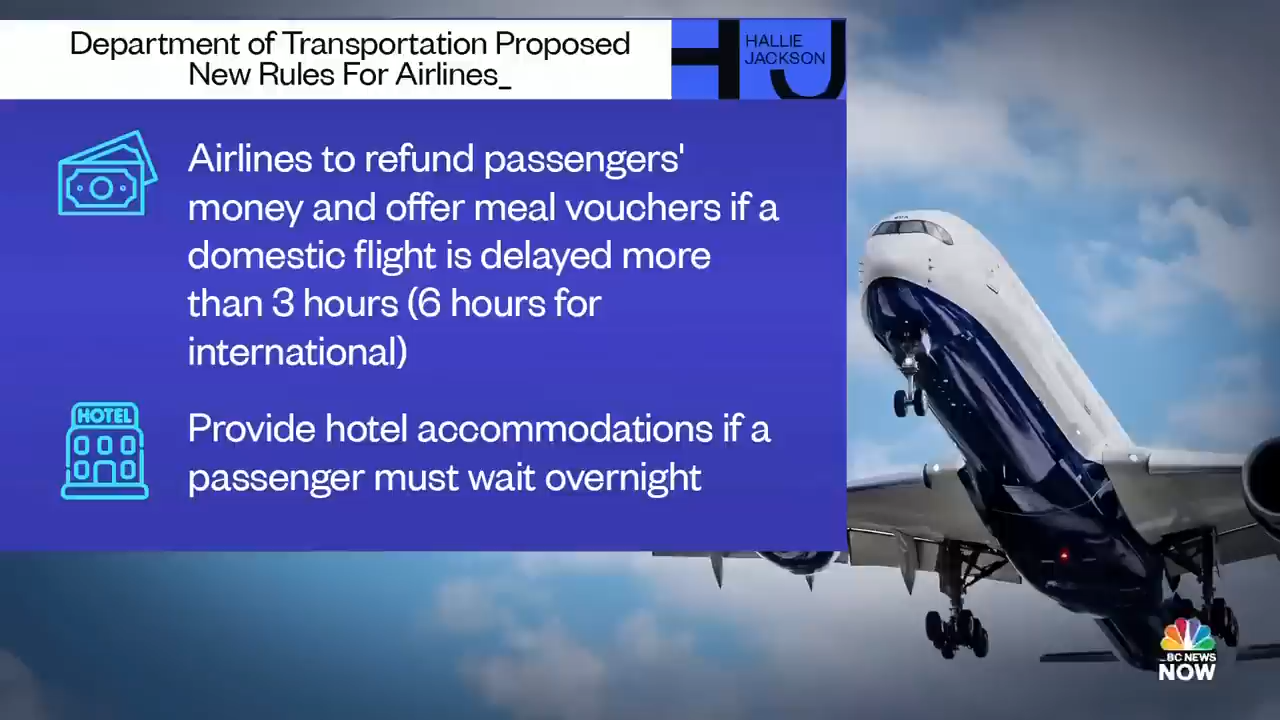 Department of Transportation Proposed
New Rules For Airlines_
HALLIE
JACKSON
HJ
Airlines to refund passengers'
money and offer meal vouchers if a
domestic flight is delayed more
than 3 hours (6 hours for
international)
HOTEL
Provide hotel accommodations if a
passenger must wait overnight
BC NEWS
NOW